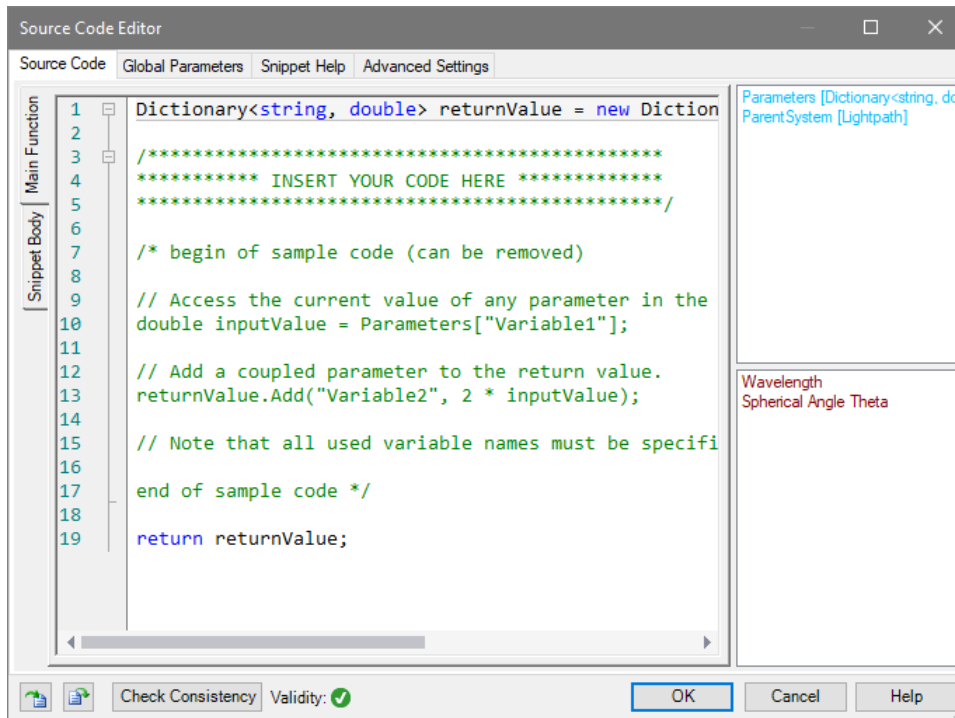 Source Code Editor
Source Code Global Parameters Snippet Help Advanced Settings
Main Function
Snippet Body
1 Dictionary<string, double> returnValue = new Diction
2
3 /**********************************************
4 *********** INSERT YOUR CODE HERE *************
5 ***********************************************/
6
7 /* begin of sample code (can be removed)
8
9 // Access the current value of any parameter in the
10 double inputValue = Parameters["Variable1"];
11
12 // Add a coupled parameter to the return value.
13 returnValue.Add("Variable2", 2 * inputValue);
14
15 // Note that all used variable names must be specifi
16
17 end of sample code */
18
19 return returnValue;
Parameters [Dictionary<string, do
ParentSystem [Lightpath]
Wavelength
Spherical Angle Theta
Check Consistency Validity: OK Cancel Help